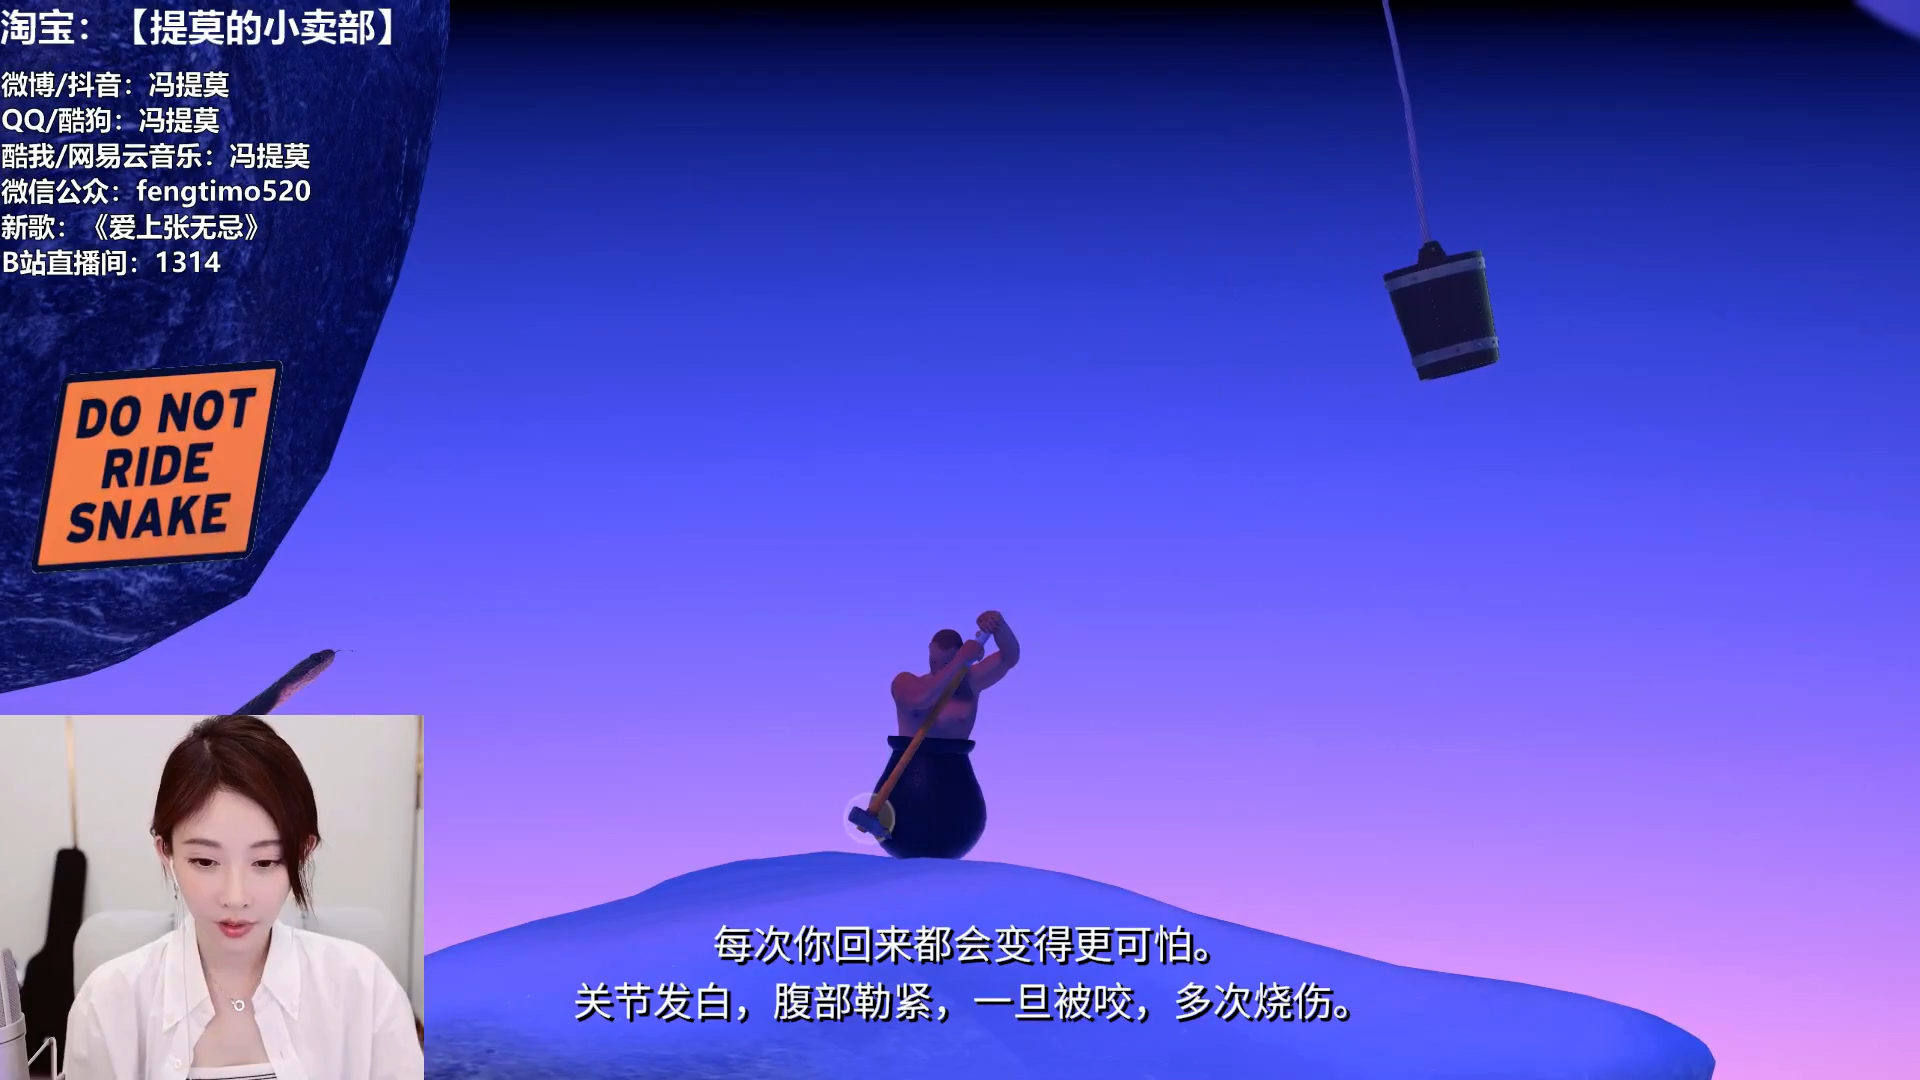 淘宝：【提莫的小卖部】
微博/抖音：冯提莫
QQ/酷狗：冯提莫
酷我/网易云音乐：冯提莫
微信公众：fengtimo520
新歌：《爱上张无忌》
B站直播间：1314
DO NOT
RIDE
SNAKE
每次你回来都会变得更可怕。
关节发白，腹部勒紧，一旦被咬，多次烧伤。